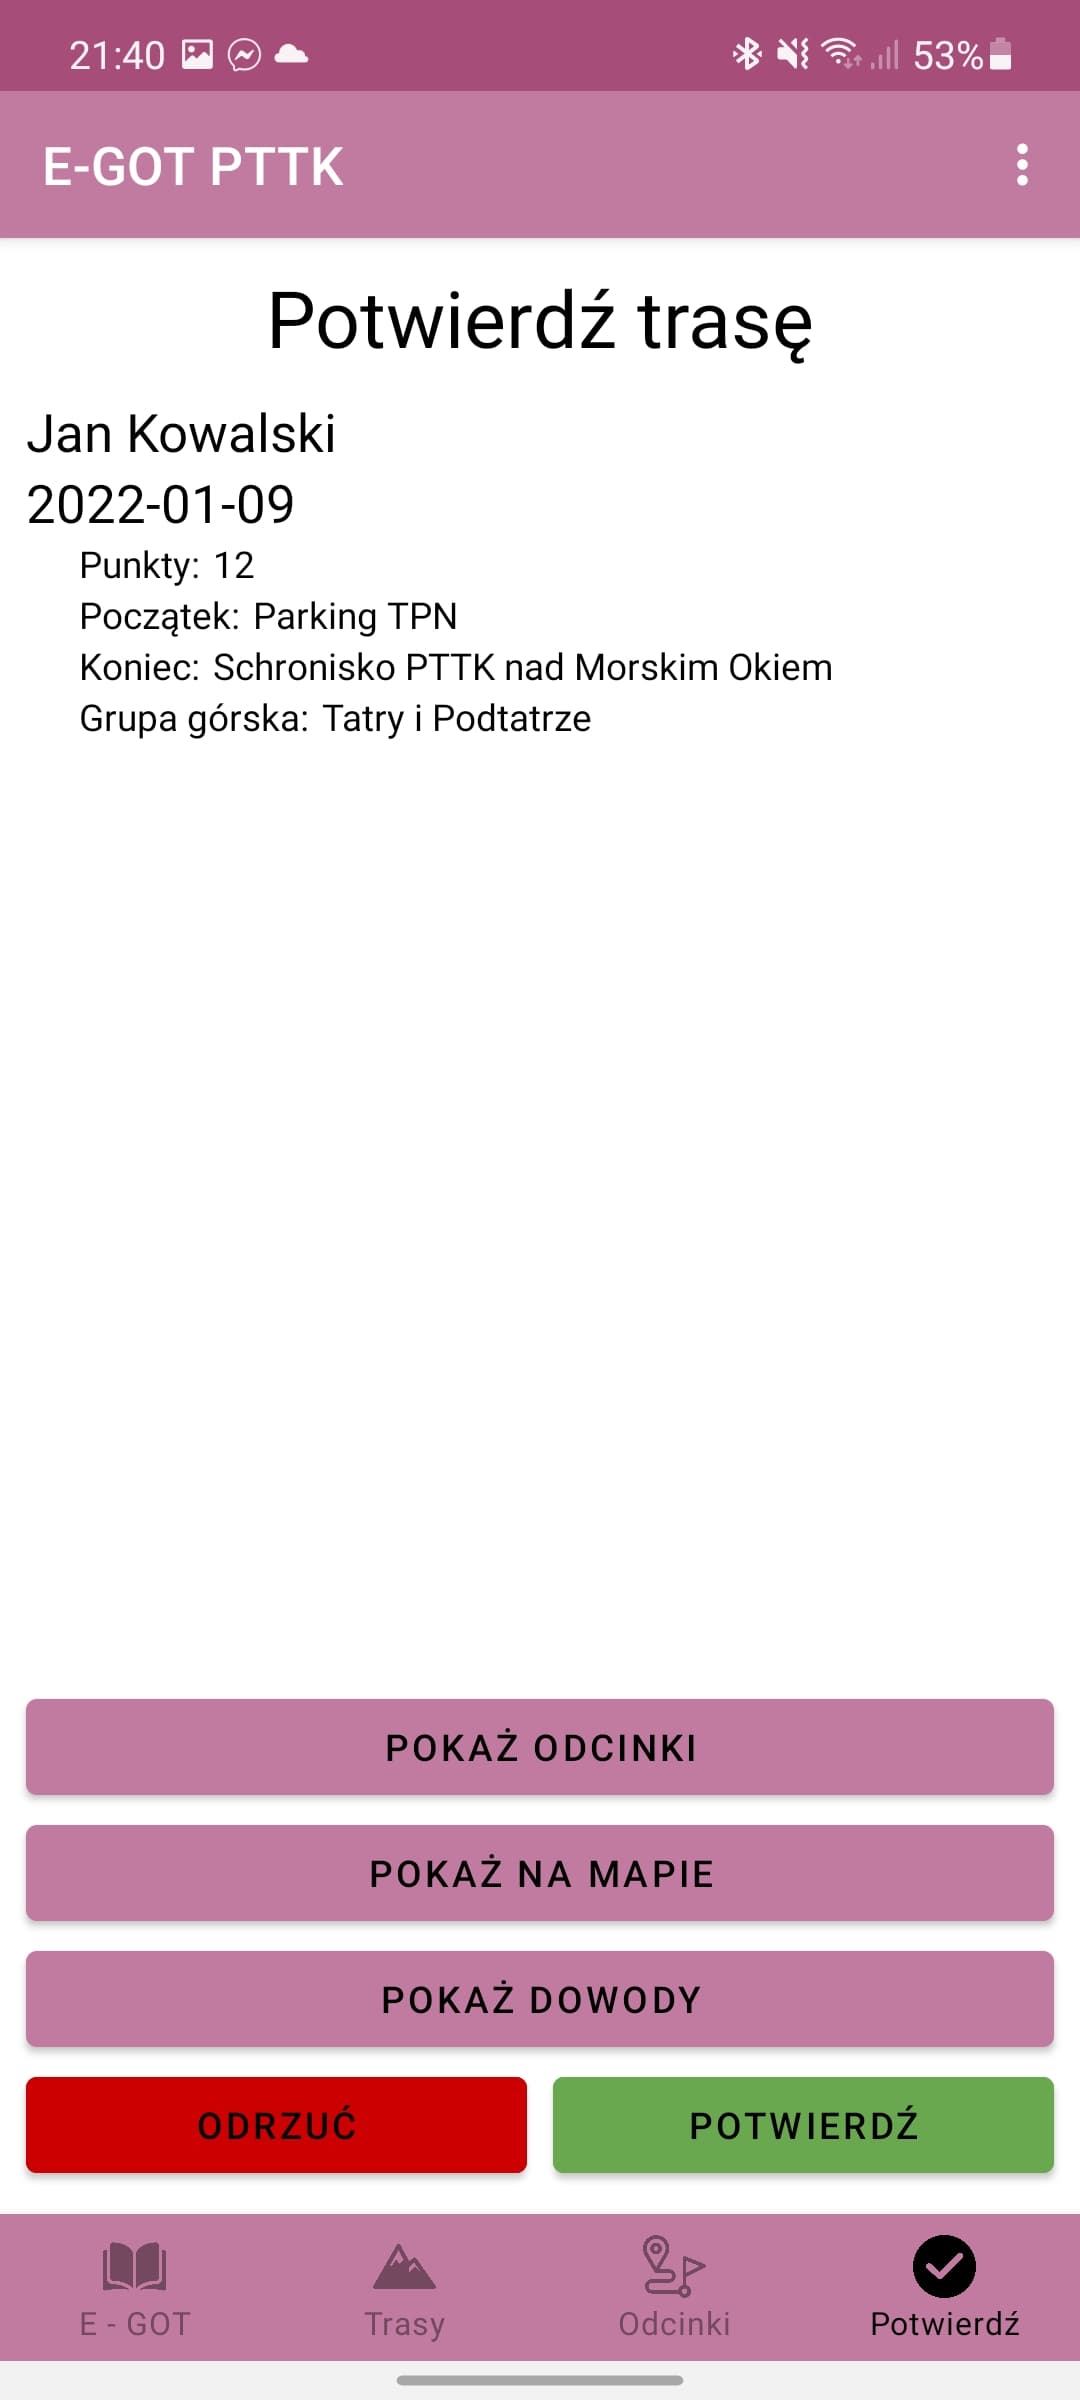 21:40 53%
E-GOT PTTK
Potwierdź trasę
Jan Kowalski
2022-01-09
Punkty: 12
Początek: Parking TPN
Koniec: Schronisko PTTK nad Morskim Okiem
Grupa górska: Tatry i Podtatrze
POKAŻ ODCINKI
POKAŻ NA MAPIE
POKAŻ DOWODY
ODRZUĆ POTWIERDŹ
E - GOT Trasy Odcinki Potwierdź